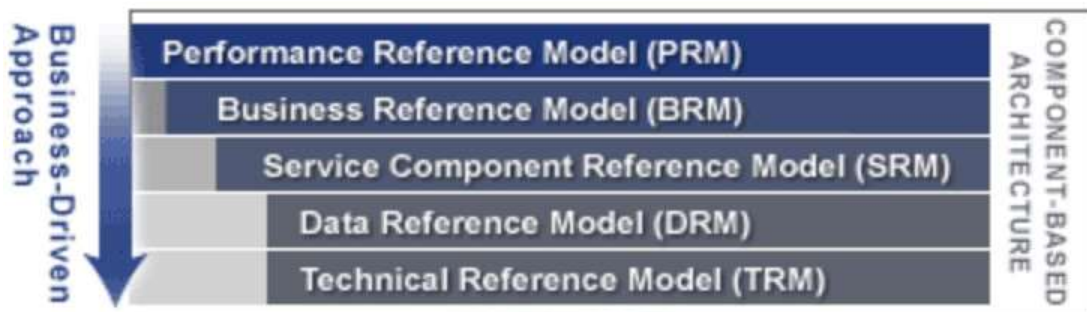 Business-Driven
Approach
Performance Reference Model (PRM)
Business Reference Model (BRM)
Service Component Reference Model (SRM)
Data Reference Model (DRM)
Technical Reference Model (TRM)
COMPONENT-BASED
ARCHITECTURE